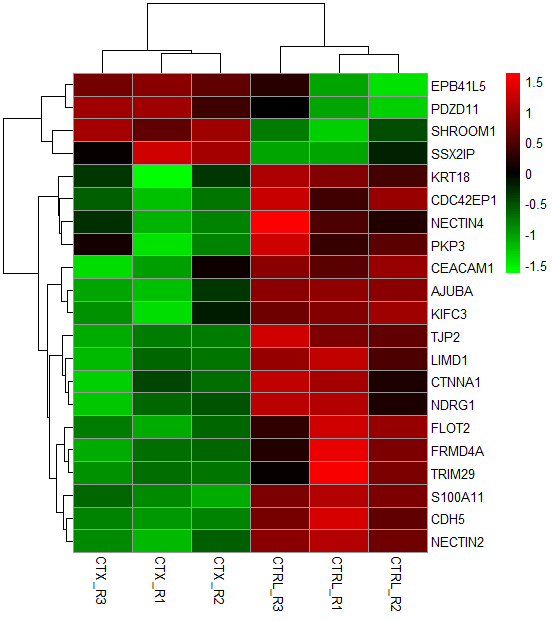 EPB41L5
PDZD11
SHROOM1
SSX2IP
KRT18
CDC42EP1
NECTIN4
PKP3
CEACAM1
AJUBA
KIFC3
TJP2
LIMD1
CTNNA1
NDRG1
FLOT2
FRMD4A
TRIM29
S100A11
CDH5
NECTIN2
CTX_R3
CTX_R1
CTX_R2
CTRL_R3
CTRL_R1
CTRL_R2
1.5
1
0.5
0
-0.5
-1
-1.5